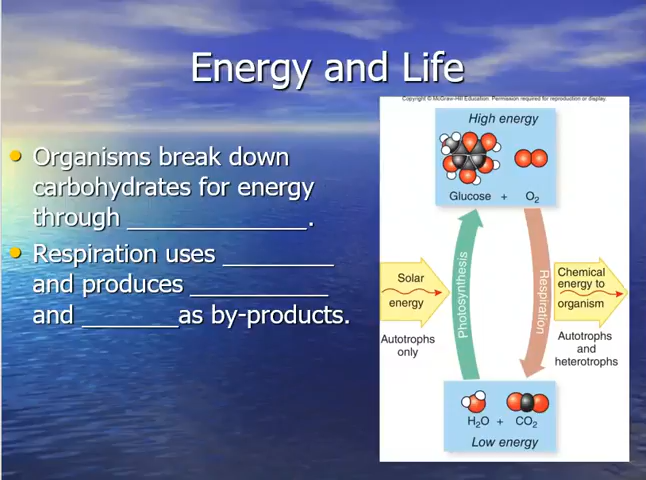 Energy and Life
Copyright © McGraw-Hill Education. Permission required for reproduction or display.
• Organisms break down
carbohydrates for energy
through _____________.
• Respiration uses ________
and produces __________
and _______as by-products.
High energy
Glucose + O₂
Photosynthesis
Respiration
Solar
energy
Autotrophs
only
Chemical
energy to
organism
Autotrophs
and
heterotrophs
H₂O + CO₂
Low energy